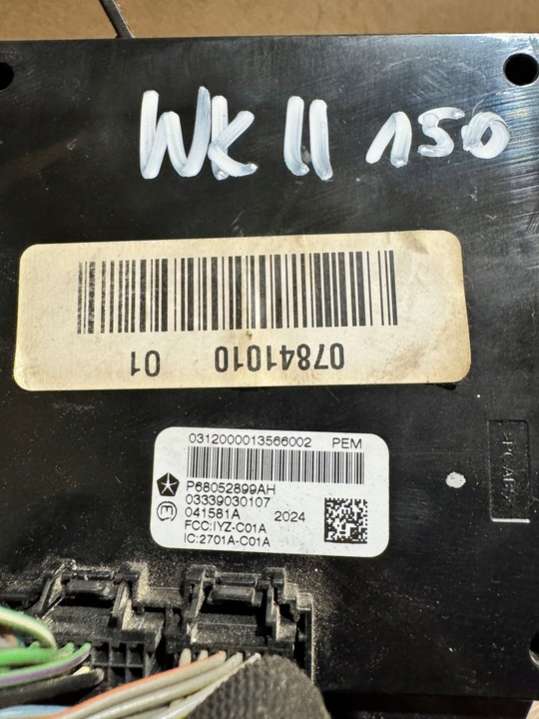 WK II 150
07841010 01
0312000013566002 PEM
P68052899AH
03339030107
041581A 2024
FCC:IYZ-C01A
IC:2701A-C01A